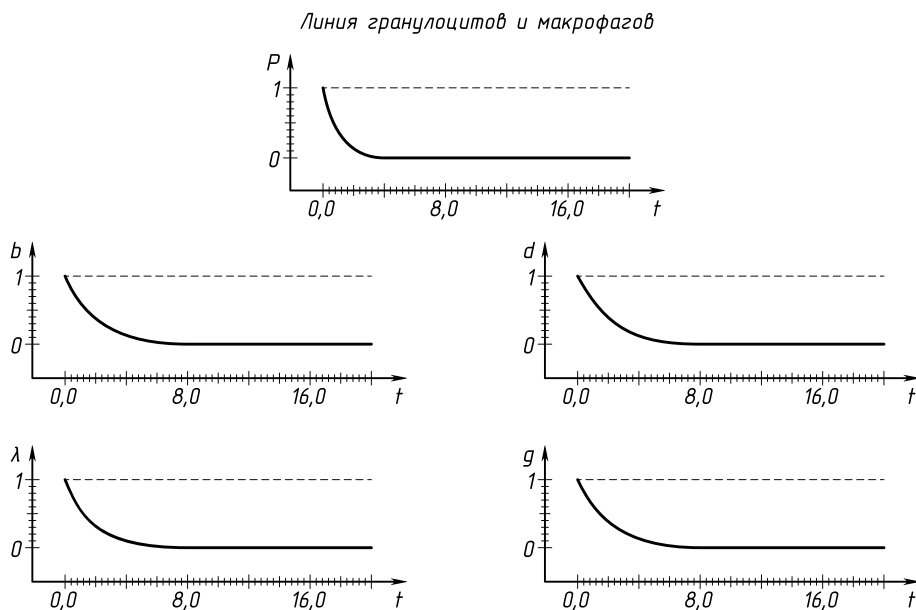 Линия гранулоцитов и макрофагов
P
1
0
0,0 8,0 16,0 t
b d
1 1
0 0
0,0 8,0 16,0 t 0,0 8,0 16,0 t
λ g
1 1
0 0
0,0 8,0 16,0 t 0,0 8,0 16,0 t